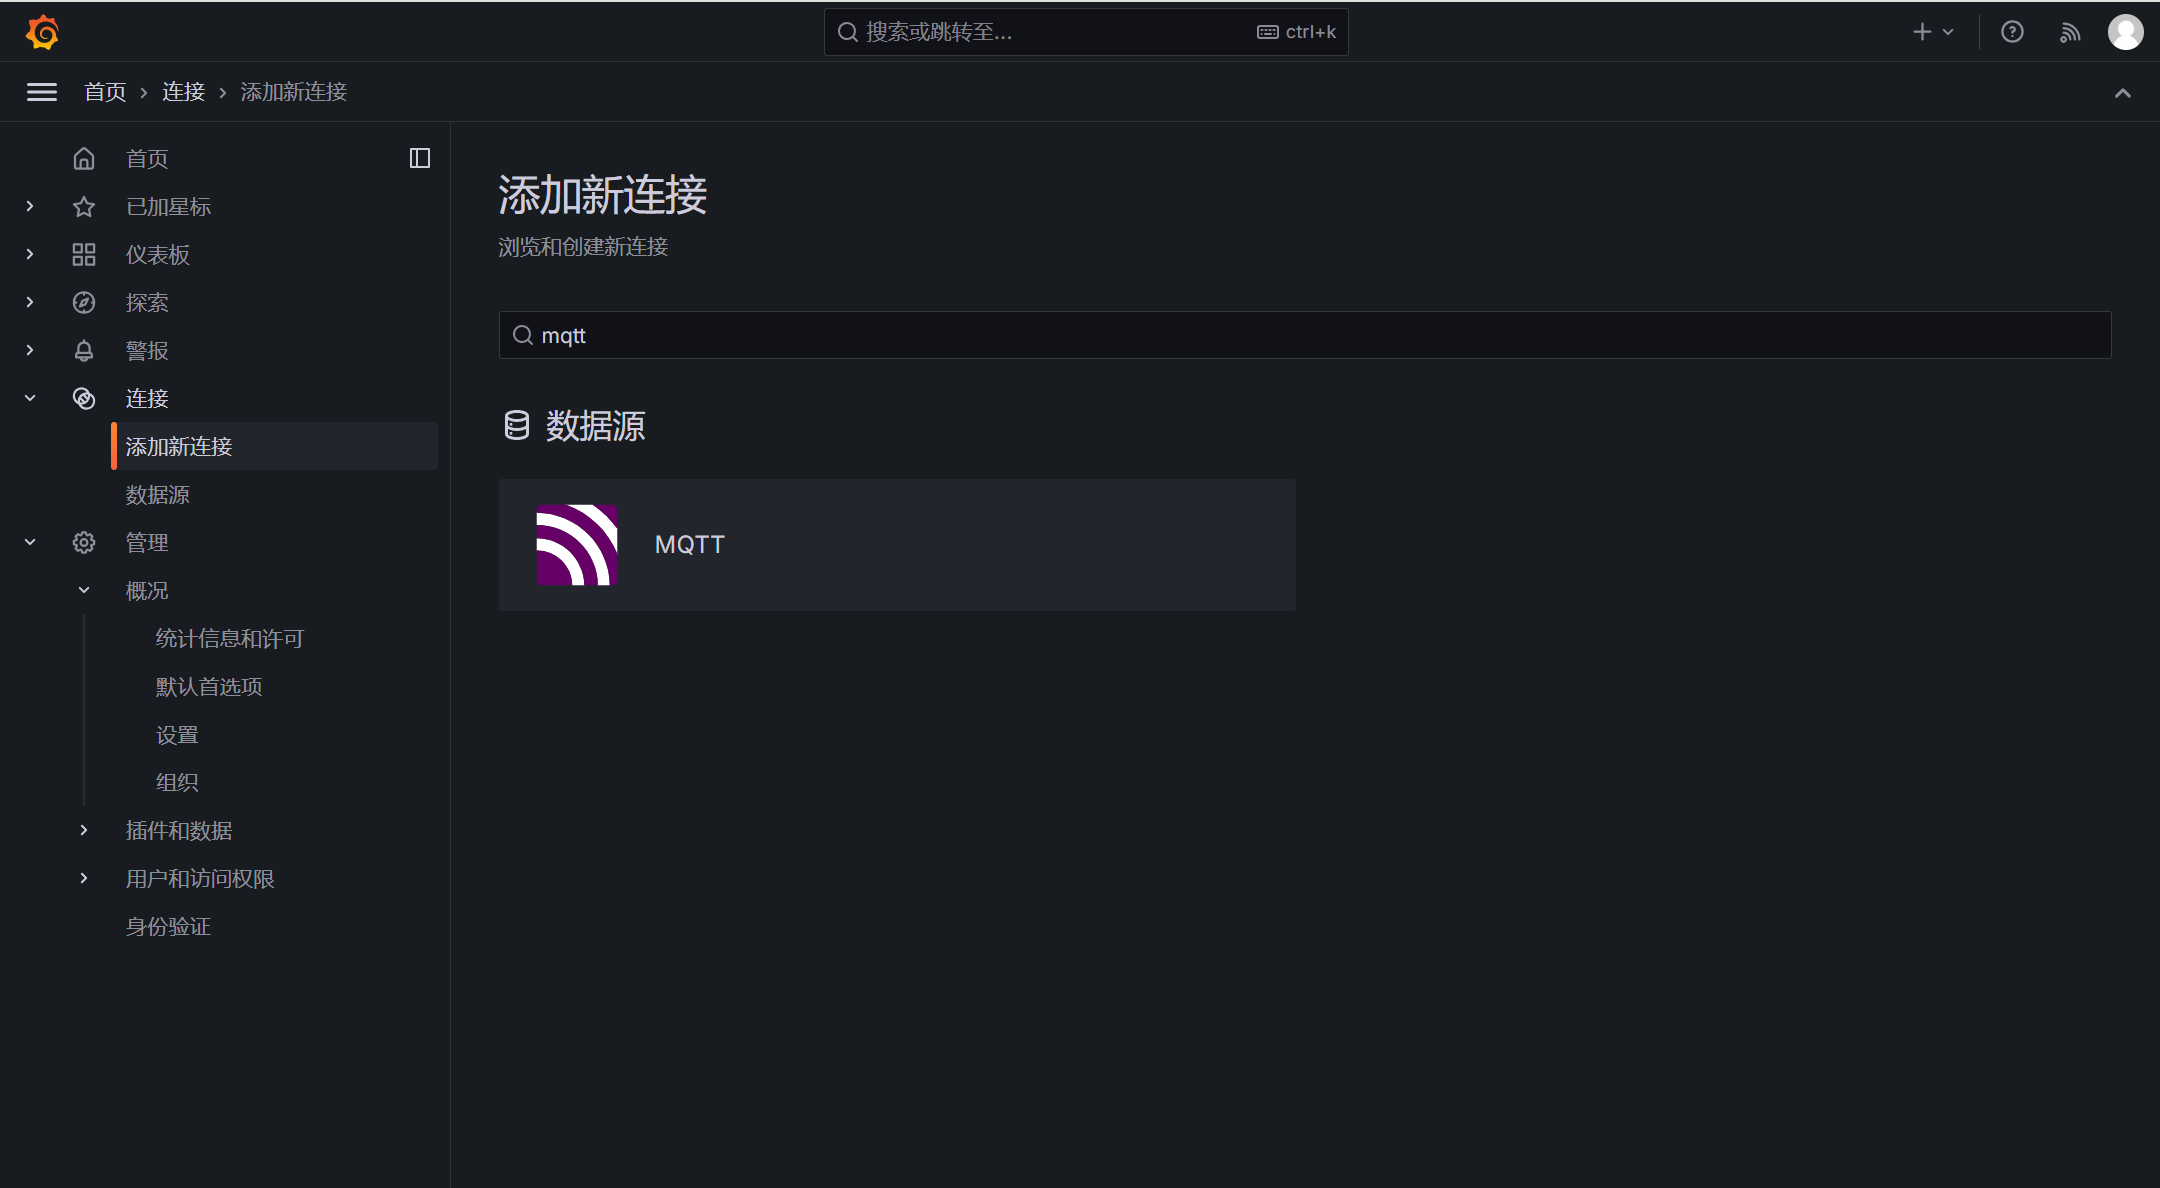 搜索或跳转至...
ctrl+k
首页 › 连接 › 添加新连接
首页
已加星标
仪表板
探索
警报
连接
添加新连接
数据源
管理
概况
统计信息和许可
默认首选项
设置
组织
插件和数据
用户和访问权限
身份验证
添加新连接
浏览和创建新连接
mqtt
数据源
MQTT